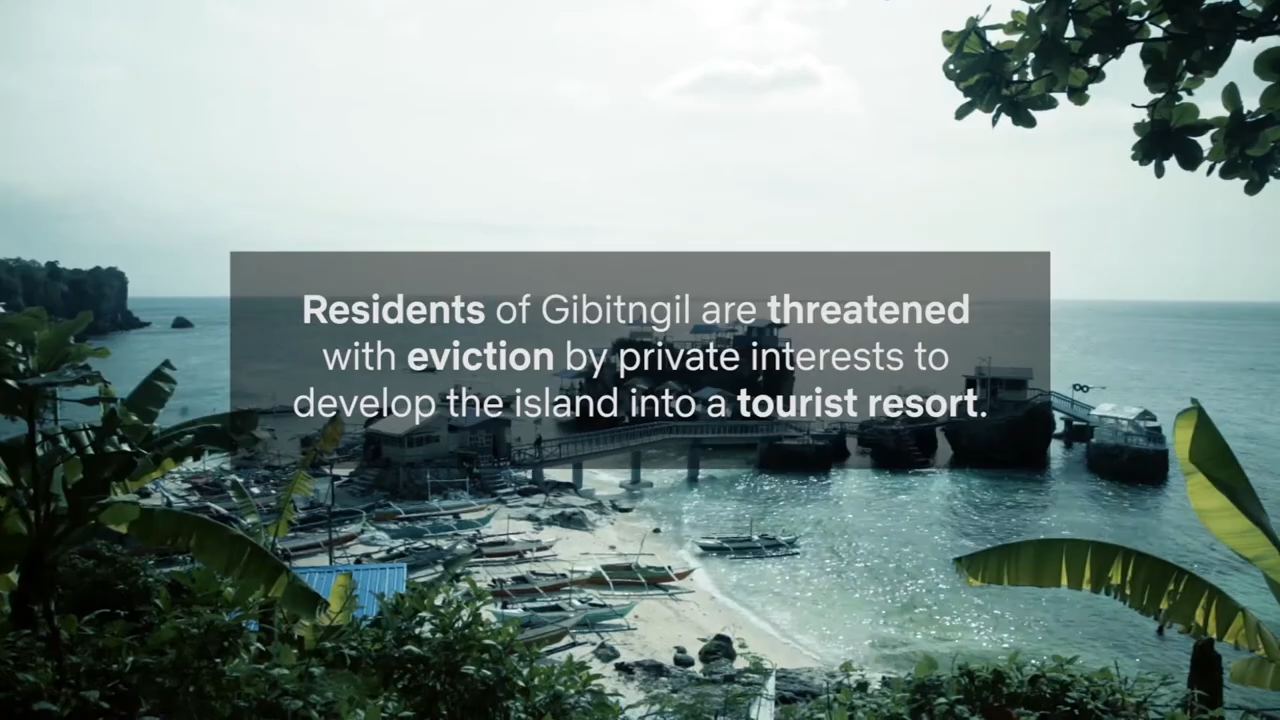 Residents of Gibitngil are threatened
with eviction by private interests to
develop the island into a tourist resort.